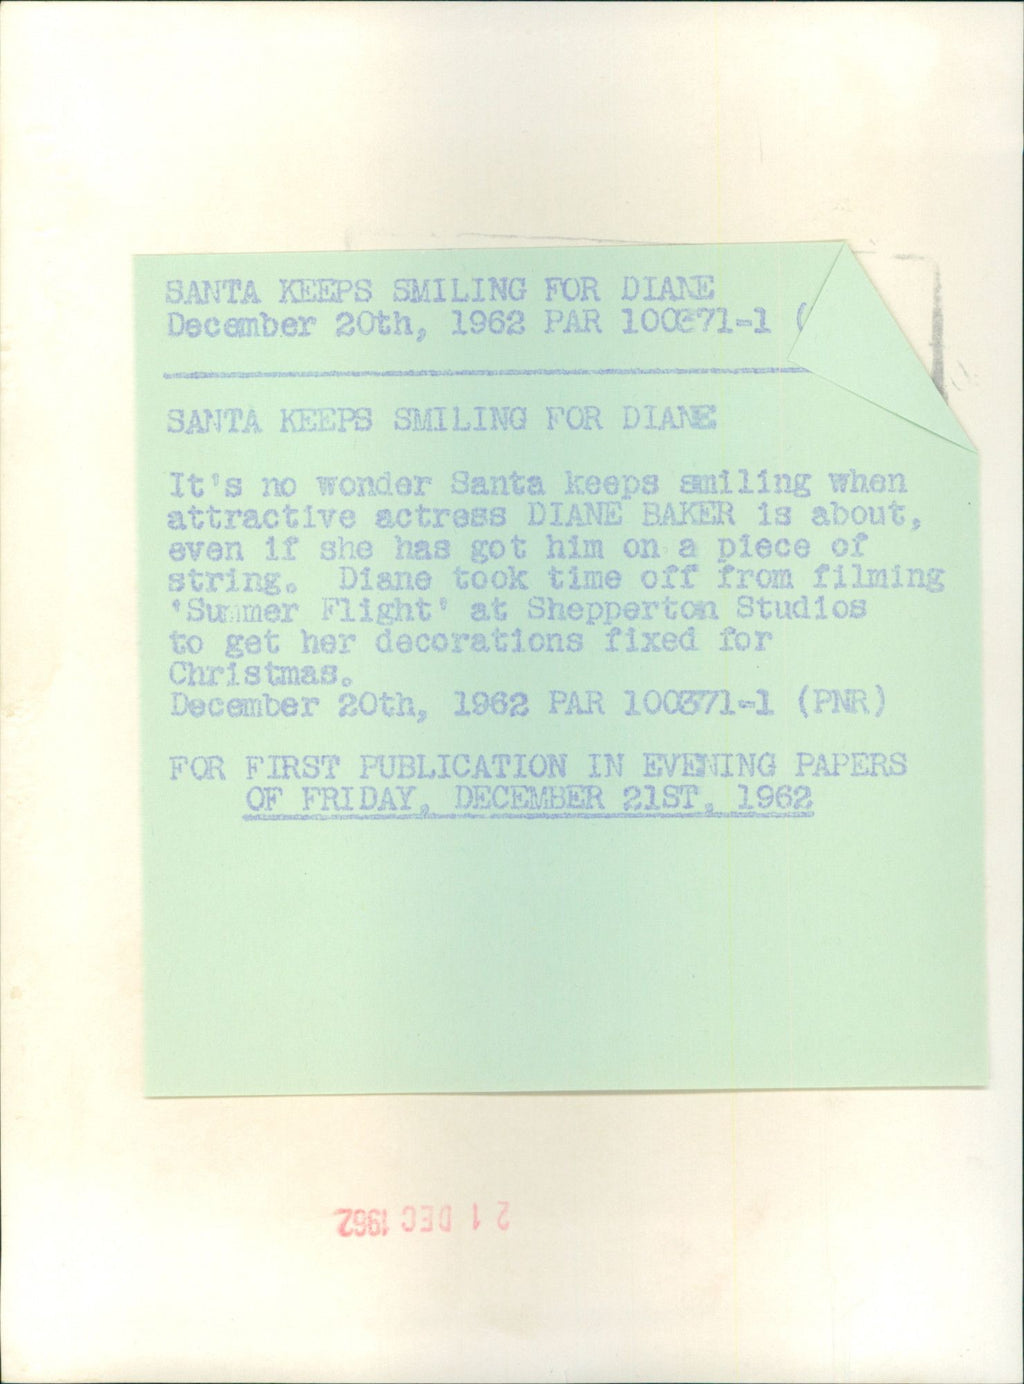 SANTA KEEPS SMILING FOR DIANE
December 20th, 1962 PAR 100371-1 (
SANTA KEEPS SMILING FOR DIANE
It's no wonder Santa keeps smiling when
attractive actress DIANE BAKER is about,
even if she has got him on a piece of
string. Diane took time off from filming
'Summer Flight' at Shepperton Studios
to get her decorations fixed for
Christmas.
December 20th, 1962 PAR 100371-1 (PNR)
FOR FIRST PUBLICATION IN EVENING PAPERS
OF FRIDAY, DECEMBER 21ST, 1962
21 DEC 1962